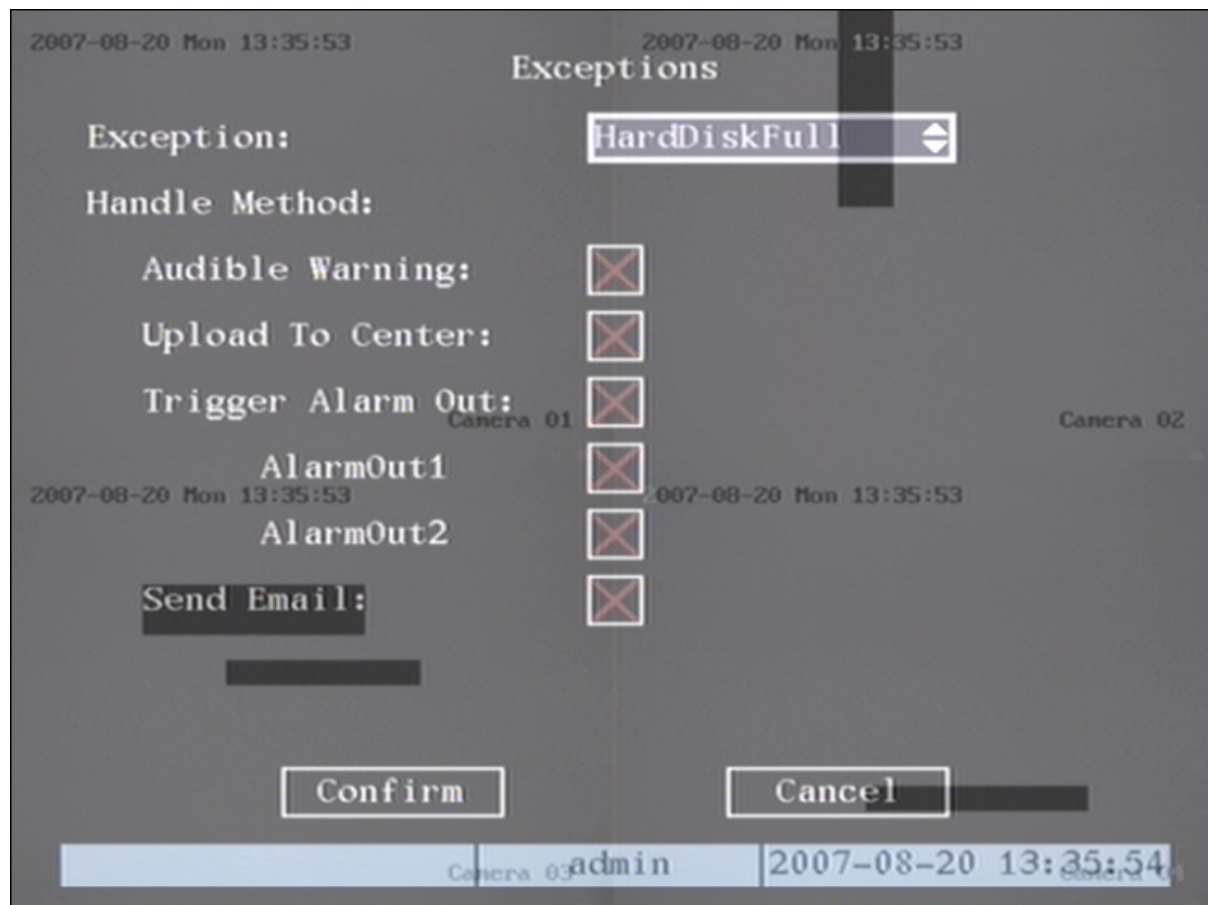 2007-08-20 Mon 13:35:53 2007-08-20 Mon 13:35:53
Exceptions
Exception: HardDiskFull
Handle Method:
Audible Warning:
Upload To Center:
Trigger Alarm Out:
Camera 01 Camera 02
AlarmOut1
2007-08-20 Mon 13:35:53 2007-08-20 Mon 13:35:53
AlarmOut2
Send Email:
Confirm Cancel
admin 2007-08-20 13:35:54
Camera 03 Camera 04